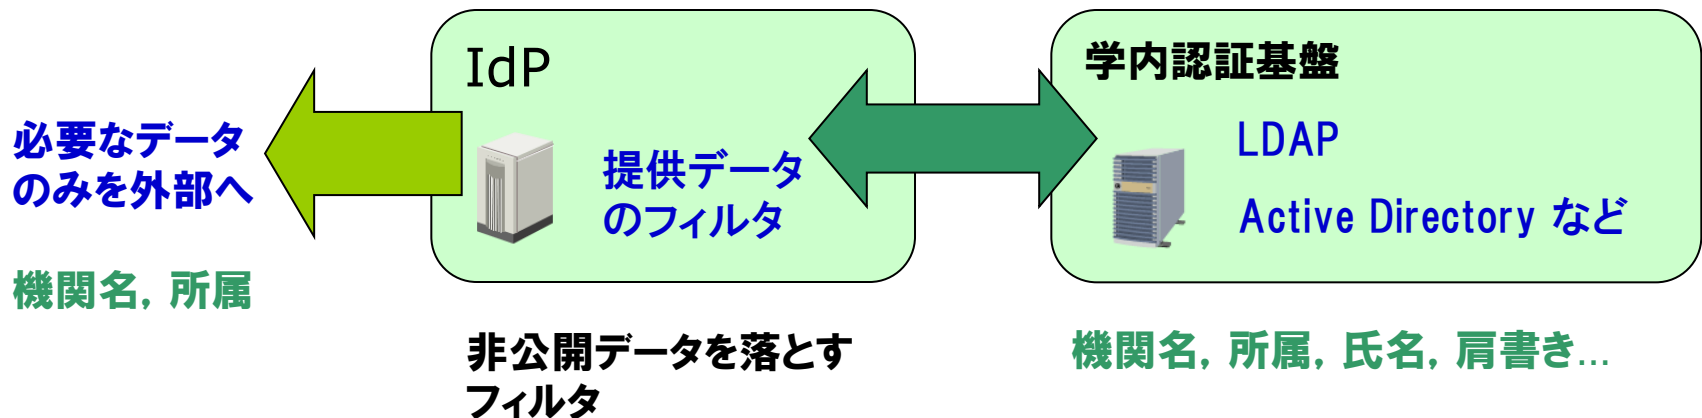 必要なデータ
のみを外部へ
機関名, 所属
IdP
提供データ
のフィルタ
非公開データを落とす
フィルタ
学内認証基盤
LDAP
Active Directory など
機関名, 所属, 氏名, 肩書き...